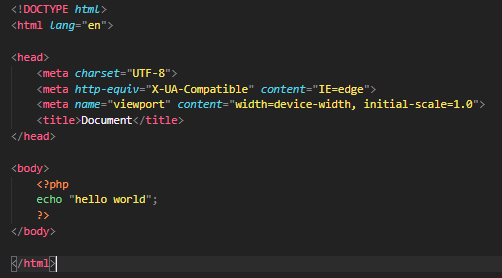 <!DOCTYPE html>
<html lang="en">
<head>
<meta charset="UTF-8">
<meta http-equiv="X-UA-Compatible" content="IE=edge">
<meta name="viewport" content="width=device-width, initial-scale=1.0">
<title>Document</title>
</head>
<body>
<?php
echo "hello world";
?>
</body>
</html>